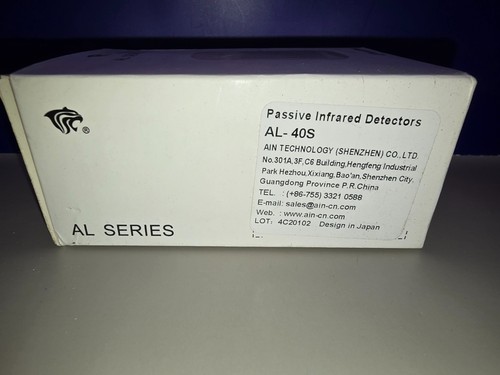 Passive Infrared Detectors
AL- 40S
AIN TECHNOLOGY (SHENZHEN) CO.,LTD.
No.301A,3F,C6 Building,Hengfeng Industrial
Park Hezhou,Xixiang,Bao'an,Shenzhen City.
Guangdong Province P.R.China
TEL. : (+86-755) 3321 0588
E-mail: sales@ain-cn.com
Web. : www.ain-cn.com
LOT: 4C20102 Design in Japan
®
AL SERIES